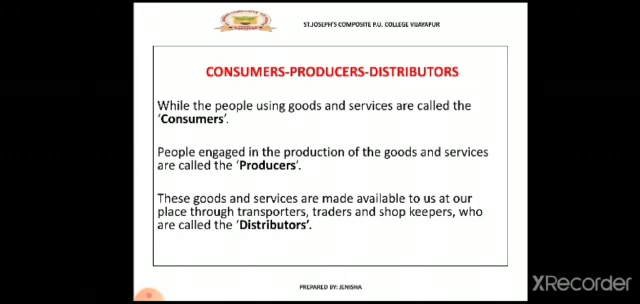 ST.JOSEPH'S COMPOSITE P.U. COLLEGE VIJAYAPUR
CONSUMERS-PRODUCERS-DISTRIBUTORS
While the people using goods and services are called the
‘Consumers’.
People engaged in the production of the goods and services
are called the ‘Producers’.
These goods and services are made available to us at our
place through transporters, traders and shop keepers, who
are called the ‘Distributors’.
PREPARED BY: JENISHA
XRecorder